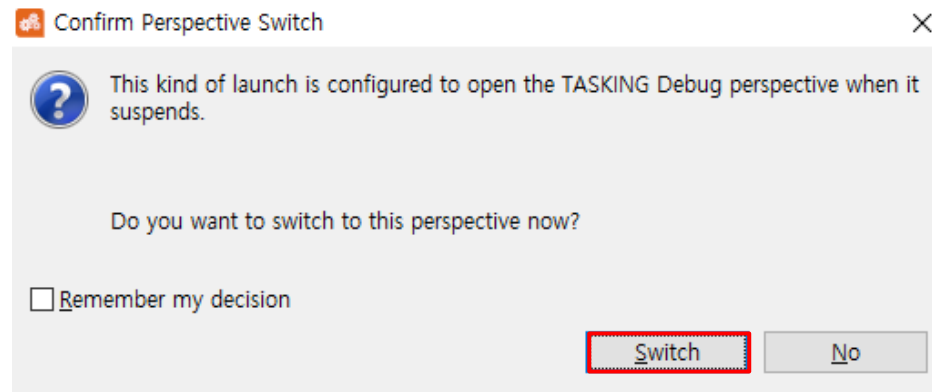 Confirm Perspective Switch
This kind of launch is configured to open the TASKING Debug perspective when it
suspends.
Do you want to switch to this perspective now?
Remember my decision
Switch
No